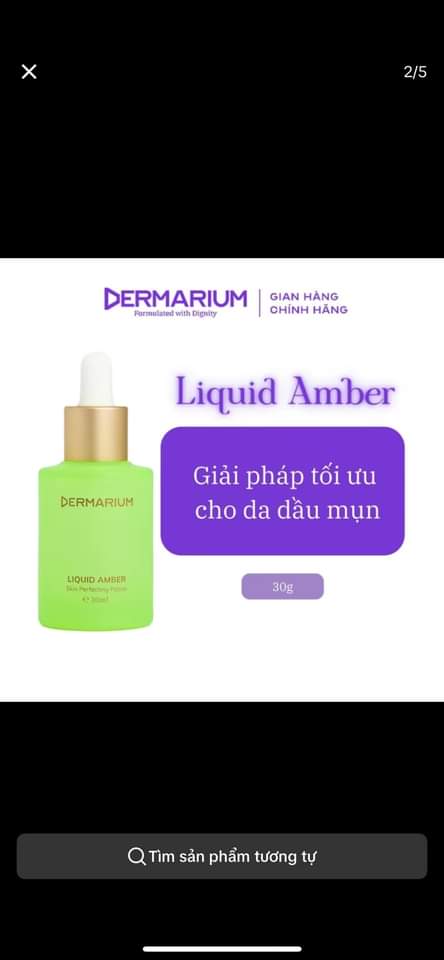 2/5
DERMARIUM
Formulated with Dignity
GIAN HÀNG
CHÍNH HÃNG
Liquid Amber
Giải pháp tối ưu
cho da dầu mụn
30g
DERMARIUM
LIQUID AMBER
Skin Perfecting
℮ 30ml
Tìm sản phẩm tương tự